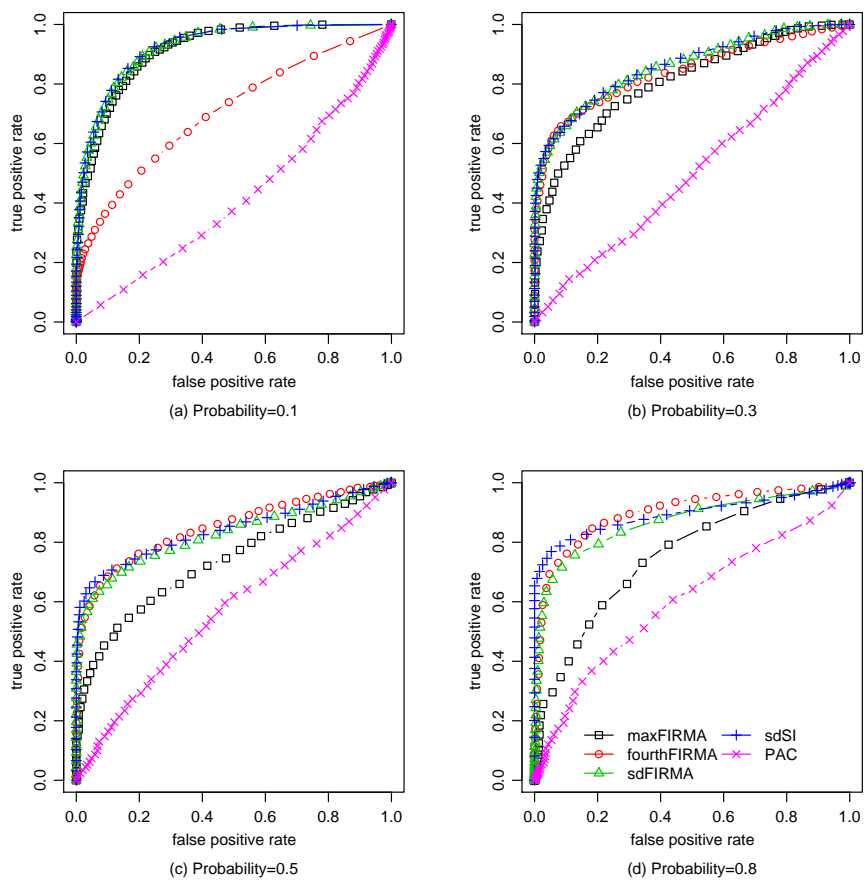 true positive rate
1.0
0.8
0.6
0.4
0.2
0.0
0.0 0.2 0.4 0.6 0.8 1.0
false positive rate
(a) Probability=0.1
true positive rate
1.0
0.8
0.6
0.4
0.2
0.0
0.0 0.2 0.4 0.6 0.8 1.0
false positive rate
(b) Probability=0.3
true positive rate
1.0
0.8
0.6
0.4
0.2
0.0
0.0 0.2 0.4 0.6 0.8 1.0
false positive rate
(c) Probability=0.5
true positive rate
1.0
0.8
0.6
0.4
0.2
0.0
maxFIRMA
fourthFIRMA
sdFIRMA
sdSI
PAC
0.0 0.2 0.4 0.6 0.8 1.0
false positive rate
(d) Probability=0.8